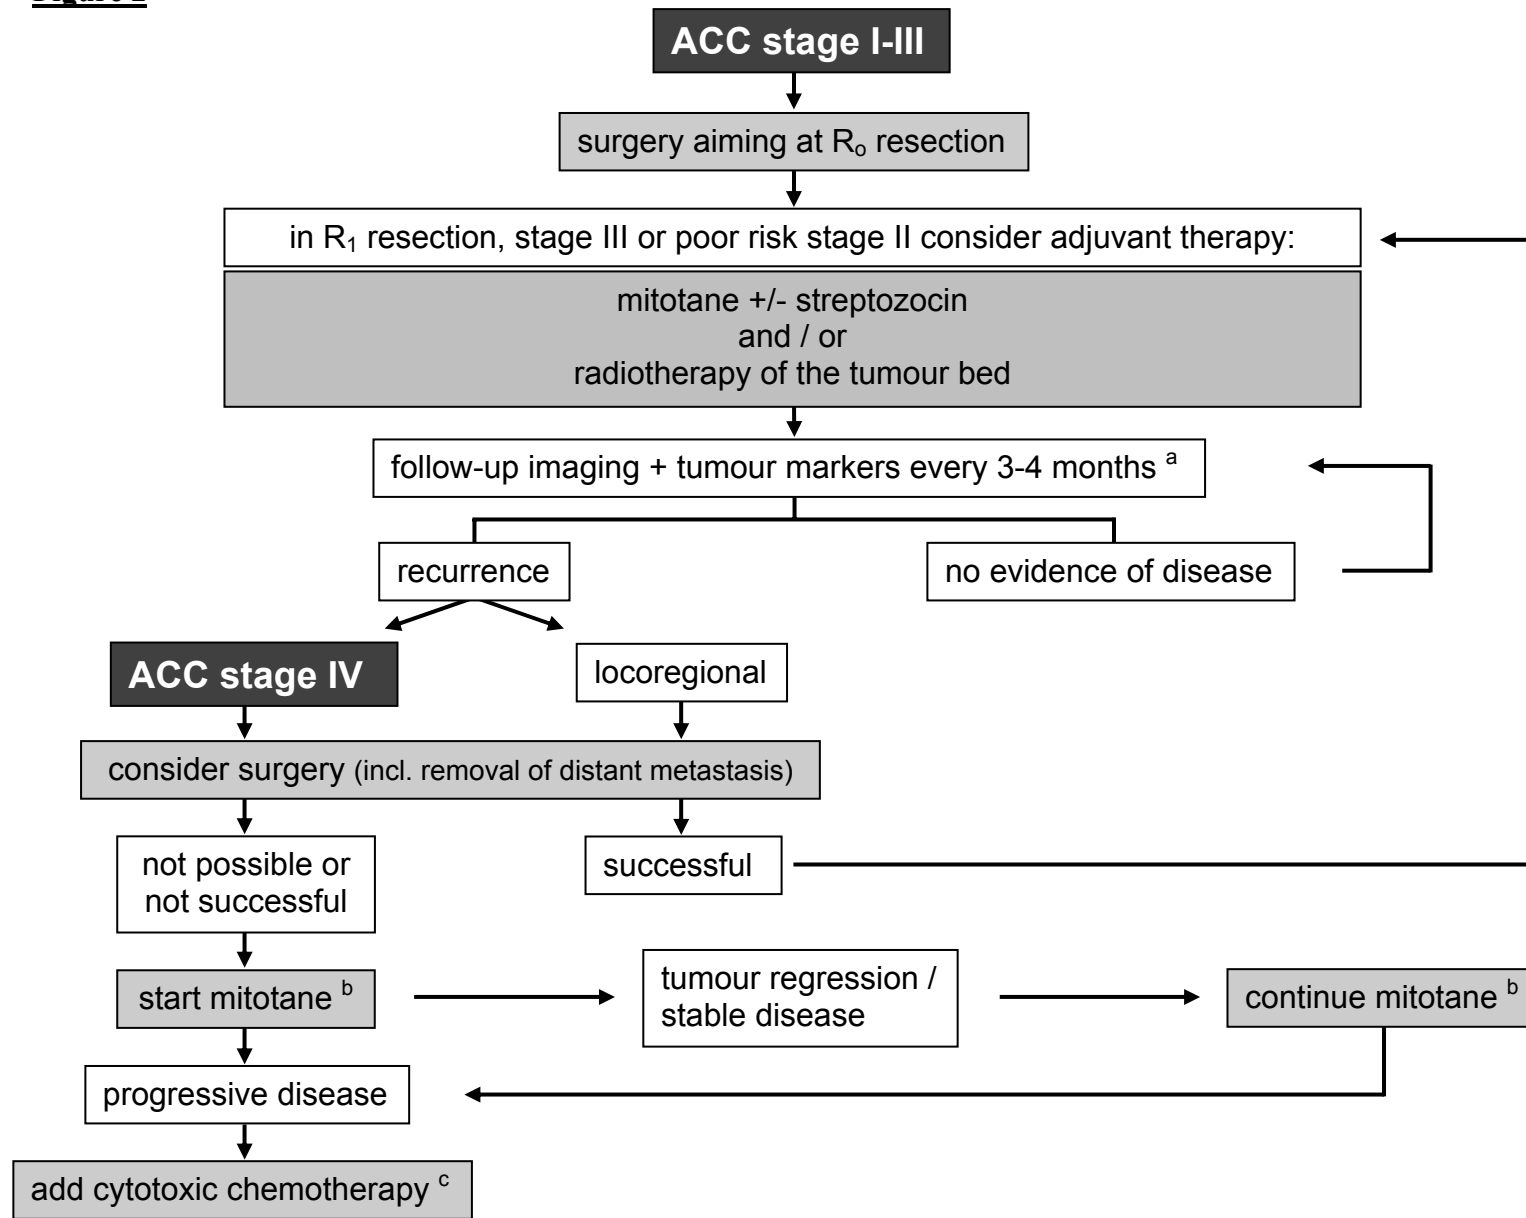 ACC stage I-III
surgery aiming at Ro resection
in R1 resection, stage III or poor risk stage II consider adjuvant therapy:
mitotane +/- streptozocin
and / or
radiotherapy of the tumour bed
follow-up imaging + tumour markers every 3-4 months a
recurrence
no evidence of disease
ACC stage IV
locoregional
consider surgery (incl. removal of distant metastasis)
not possible or
not successful
successful
start mitotane b
tumour regression /
stable disease
continue mitotane b
progressive disease
add cytotoxic chemotherapy c